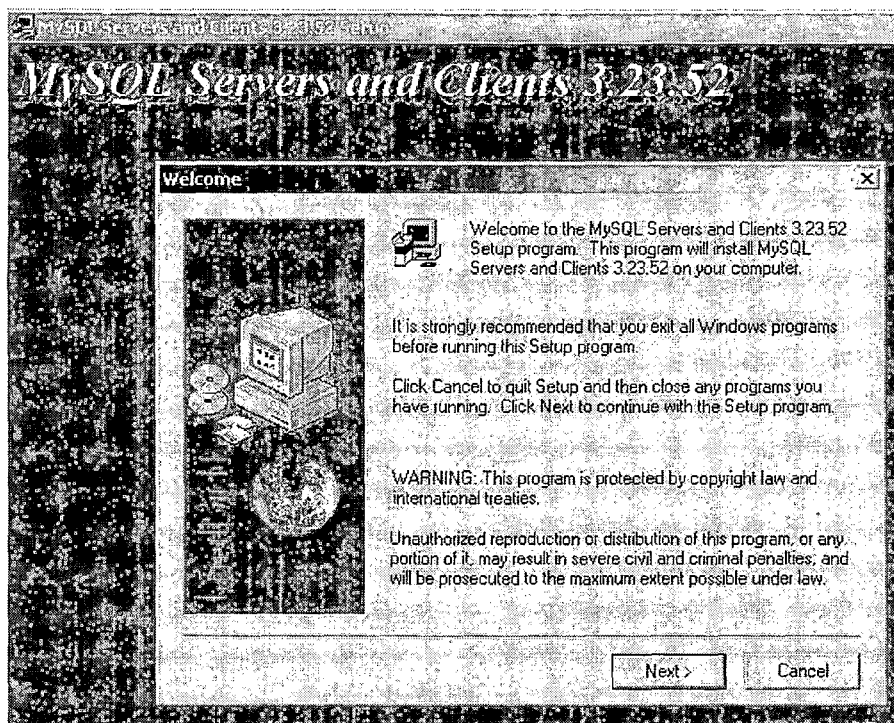 MySQL Servers and Clients 3.23.52 Setup
MySQL Servers and Clients 3.23.52
Welcome
Welcome to the MySQL Servers and Clients 3.23.52
Setup program. This program will install MySQL
Servers and Clients 3.23.52 on your computer.
It is strongly recommended that you exit all Windows programs
before running this Setup program.
Click Cancel to quit Setup and then close any programs you
have running. Click Next to continue with the Setup program.
WARNING: This program is protected by copyright law and
international treaties.
Unauthorized reproduction or distribution of this program, or any
portion of it, may result in severe civil and criminal penalties, and
will be prosecuted to the maximum extent possible under law.
Next >
Cancel